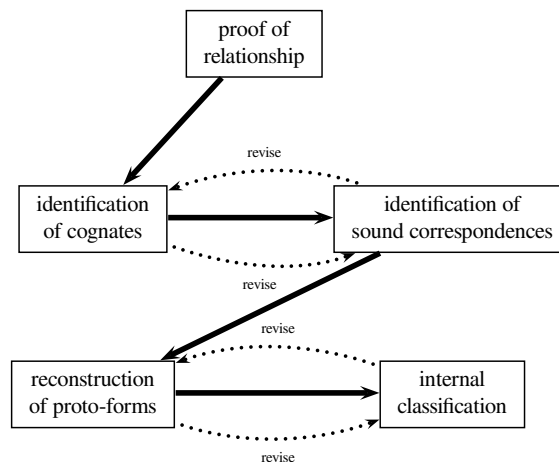 proof of
relationship
revise
identification
of cognates
identification of
sound correspondences
revise
revise
reconstruction
of proto-forms
internal
classification
revise